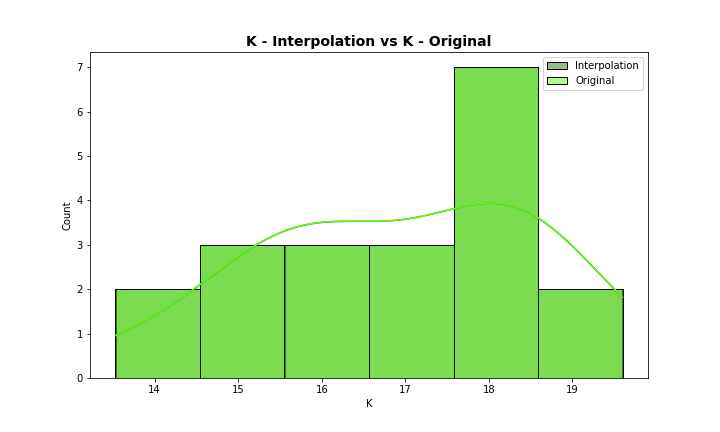 K - Interpolation vs K - Original
Interpolation
Original
7
6
5
4
3
2
1
0
Count
14 15 16 17 18 19
K